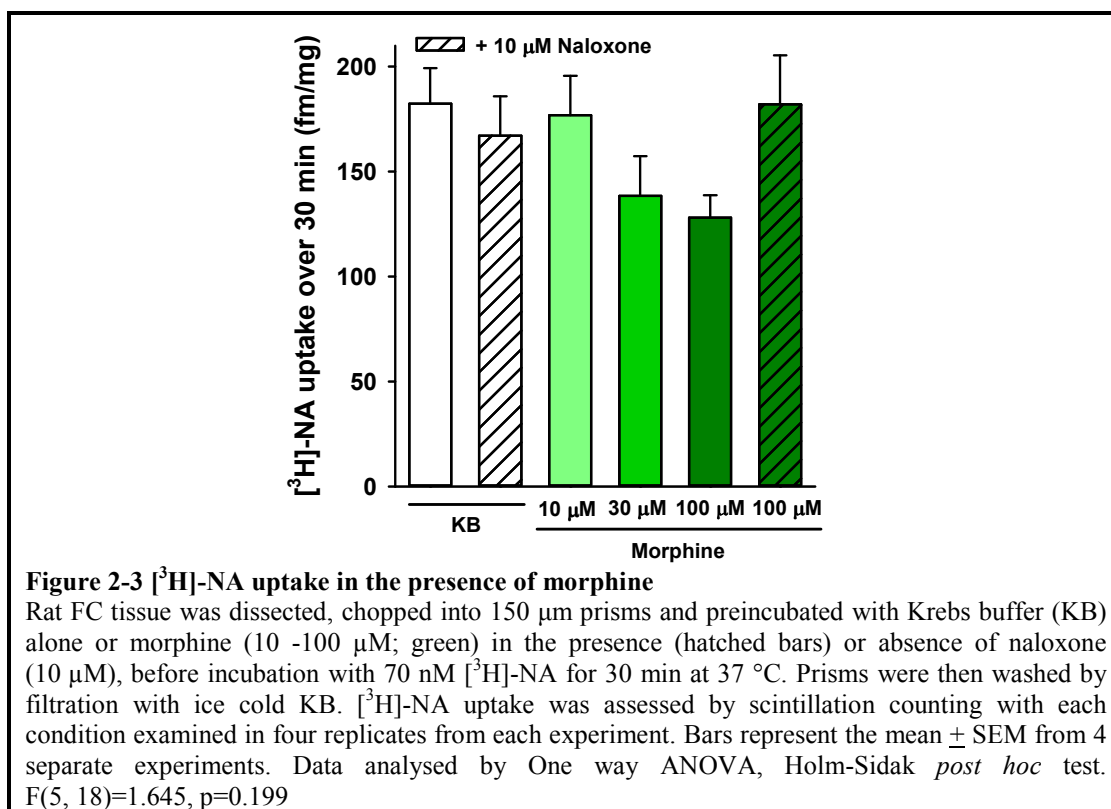 + 10 µM Naloxone
[³H]-NA uptake over 30 min (fm/mg)
200
150
100
50
0
10 µM 30 µM 100 µM 100 µM
KB
Morphine
Figure 2-3 [³H]-NA uptake in the presence of morphine
Rat FC tissue was dissected, chopped into 150 µm prisms and preincubated with Krebs buffer (KB)
alone or morphine (10 -100 µM; green) in the presence (hatched bars) or absence of naloxone
(10 µM), before incubation with 70 nM [³H]-NA for 30 min at 37 °C. Prisms were then washed by
filtration with ice cold KB. [³H]-NA uptake was assessed by scintillation counting with each
condition examined in four replicates from each experiment. Bars represent the mean ± SEM from 4
separate experiments. Data analysed by One way ANOVA, Holm-Sidak post hoc test.
F(5, 18)=1.645, p=0.199